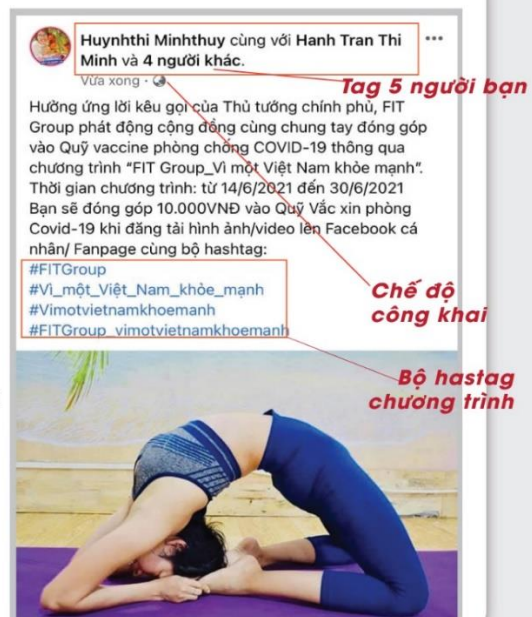 Huynhthi Minhthuy cùng với Hanh Tran Thi
Minh và 4 người khác.
Vừa xong ·
Tag 5 người bạn
Hưởng ứng lời kêu gọi của Thủ tướng chính phủ, FIT
Group phát động cộng đồng cùng chung tay đóng góp
vào Quỹ vaccine phòng chống COVID-19 thông qua
chương trình "FIT Group_Vì một Việt Nam khỏe mạnh".
Thời gian chương trình: từ 14/6/2021 đến 30/6/2021
Bạn sẽ đóng góp 10.000VNĐ vào Quỹ Vắc xin phòng
Covid-19 khi đăng tải hình ảnh/video lên Facebook cá
nhân/ Fanpage cùng bộ hashtag:
#FITGroup
#Vì_một_Việt_Nam_khỏe_mạnh
#Vimotvietnamkhoemanh
#FITGroup_vimotvietnamkhoemanh
Chế độ
công khai
Bộ hastag
chương trình